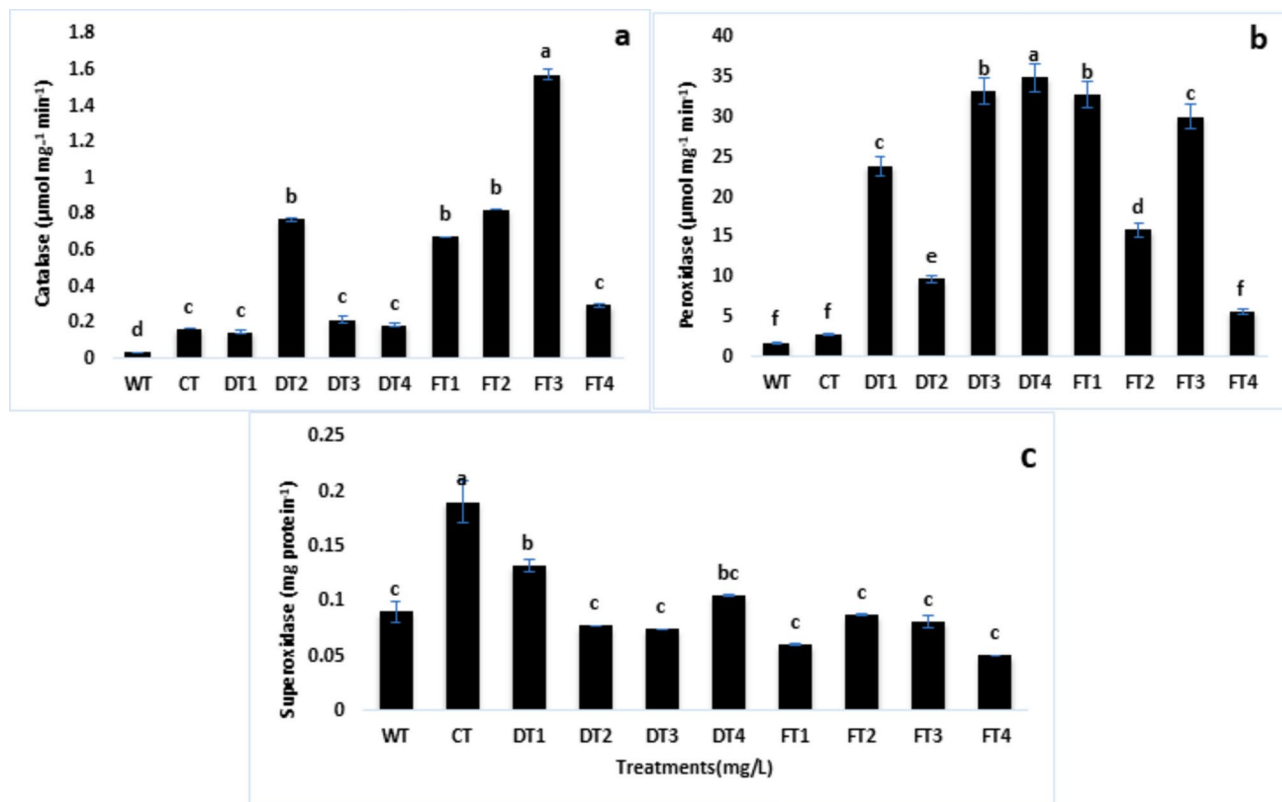 a
Catalase (µmol mg-1 min-1)
1.8
1.6
1.4
1.2
1
0.8
0.6
0.4
0.2
0
d c c b c c b b a c
WT CT DT1 DT2 DT3 DT4 FT1 FT2 FT3 FT4
b
Peroxidase (µmol mg-1 min-1)
40
35
30
25
20
15
10
5
0
f f c e b a b d c f
WT CT DT1 DT2 DT3 DT4 FT1 FT2 FT3 FT4
c
Superoxidase (mg protein-1)
0.25
0.2
0.15
0.1
0.05
0
c a b c c bc c c c c
WT CT DT1 DT2 DT3 DT4 FT1 FT2 FT3 FT4
Treatments(mg/L)